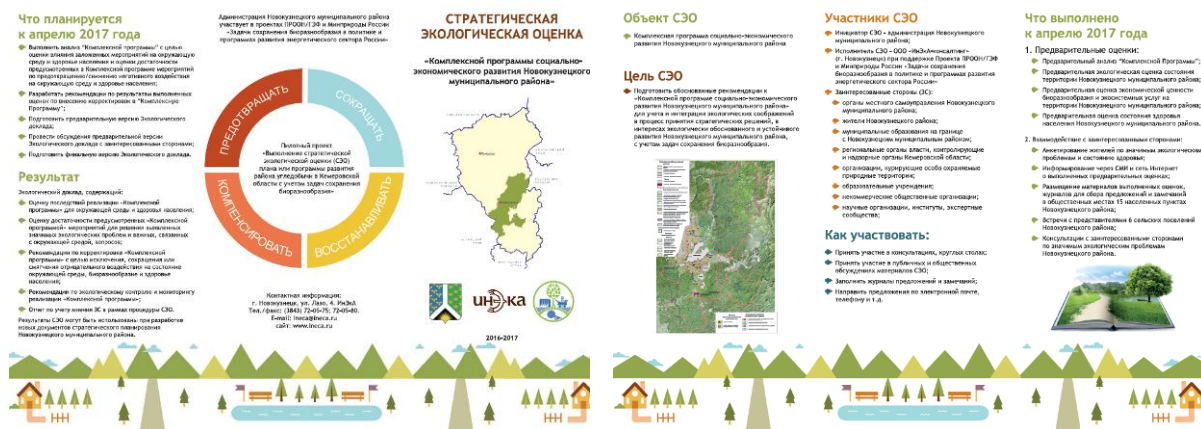 Что планируется
к апрелю 2017 года
Выполнить анализ "Комплексной программы" с целью
оценки влияния заложенных мероприятий на окружающую
среду и здоровье населения и оценки достаточности
предусмотренных в Комплексной программе мероприятий
по предотвращению/снижению негативного воздействия
на окружающую среду и здоровье населения;
Разработать рекомендации по результатам выполненных
оценок по внесению корректировок в "Комплексную
Программу";
Подготовить предварительную версию Экологического
доклада;
Провести обсуждения предварительной версии
Экологического доклада с заинтересованными сторонами;
Подготовить финальную версию Экологического доклада.
Результат
Экологический доклад, содержащий:
Оценку последствий реализации «Комплексной
программы» для окружающей среды и здоровья населения;
Оценку достаточности предусмотренных «Комплексной
программой» мероприятий для решения выявленных
значимых экологических проблем и важных, связанных
с окружающей средой, вопросов;
Рекомендации по корректировке «Комплексной
программы» с целью исключения, сокращения или
смягчения отрицательного воздействия на состояние
окружающей среды, биоразнообразие и здоровье
населения;
Рекомендации по экологическому контролю и мониторингу
реализации «Комплексной программы»;
Отчет по учету мнения ЗС в рамках процедуры СЭО.
Результаты СЭО могут быть использованы при разработке
новых документов стратегического планирования
Новокузнецкого муниципального района.
Администрация Новокузнецкого муниципального района
участвует в проектах ПРООН/ГЭФ и Минприроды России
«Задачи сохранения биоразнообразия в политике и
программах развития энергетического сектора России»
ПРЕДОТВРАЩАТЬ
СОКРАЩАТЬ
Пилотный проект
«Выполнение стратегической
экологической оценки (СЭО)
плана или программы развития
района угледобычи в Кемеровской
области с учетом задач сохранения
биоразнообразия»
КОМПЕНСИРОВАТЬ
ВОССТАНАВЛИВАТЬ
Контактная информация:
г. Новокузнецк, ул. Лазо, 4. ИнЭкА
Тел./факс: (3843) 72-05-75; 72-05-80.
E-mail: ineca@ineca.ru
сайт: www.ineca.ru
СТРАТЕГИЧЕСКАЯ
ЭКОЛОГИЧЕСКАЯ ОЦЕНКА
«Комплексной программы социально-
экономического развития Новокузнецкого
муниципального района»
инэка
2016-2017
Объект СЭО
Комплексная программа социально-экономического
развития Новокузнецкого муниципального района
Цель СЭО
Подготовить обоснованные рекомендации к
«Комплексной программе социально-экономического
развития Новокузнецкого муниципального района»
для учета и интеграции экологических соображений
в процесс принятия стратегических решений, в
интересах экологически обоснованного и устойчивого
развития Новокузнецкого муниципального района,
с учетом задач сохранения биоразнообразия.
Участники СЭО
Инициатор СЭО – администрация Новокузнецкого
муниципального района;
Исполнитель СЭО – ООО «ИнЭкА-консалтинг»
(г. Новокузнецк) при поддержке Проекта ПРООН/ГЭФ
и Минприроды России «Задачи сохранения
биоразнообразия в политике и программах развития
энергетического сектора России»
Заинтересованные стороны (ЗС):
органы местного самоуправления Новокузнецкого
муниципального района;
жители Новокузнецкого района;
муниципальные образования на границе
с Новокузнецким муниципальным районом;
региональные органы власти, контролирующие
и надзорные органы Кемеровской области;
организации, курирующие особо охраняемые
природные территории;
образовательные учреждения;
некоммерческие общественные организации;
научные организации, институты, экспертные
сообщества;
Как участвовать:
Принять участие в консультациях, круглых столах;
Принять участие в публичных и общественных
обсуждениях материалов СЭО;
Заполнить журналы предложений и замечаний;
Направить предложения по электронной почте,
телефону и т.д.
Что выполнено
к апрелю 2017 года
1. Предварительные оценки:
Предварительный анализ "Комплексной Программы";
Предварительная экологическая оценка состояния
территории Новокузнецкого муниципального района;
Предварительная оценка экономической ценности
биоразнообразия и экосистемных услуг на
территории Новокузнецкого муниципального района;
Предварительная оценка состояния здоровья
населения Новокузнецкого муниципального района.
2. Взаимодействие с заинтересованными сторонами:
Анкетирование жителей по значимым экологическим
проблемам и состоянию здоровья;
Информирование через СМИ и сеть Интернет
о выполненных предварительных оценках;
Размещение материалов выполненных оценок,
журналов для сбора предложений и замечаний
в общественных местах 15 населенных пунктах
Новокузнецкого района;
Встречи с представителями 6 сельских поселений
Новокузнецкого района;
Консультации с заинтересованными сторонами
по значимым экологическим проблемам
Новокузнецкого района.